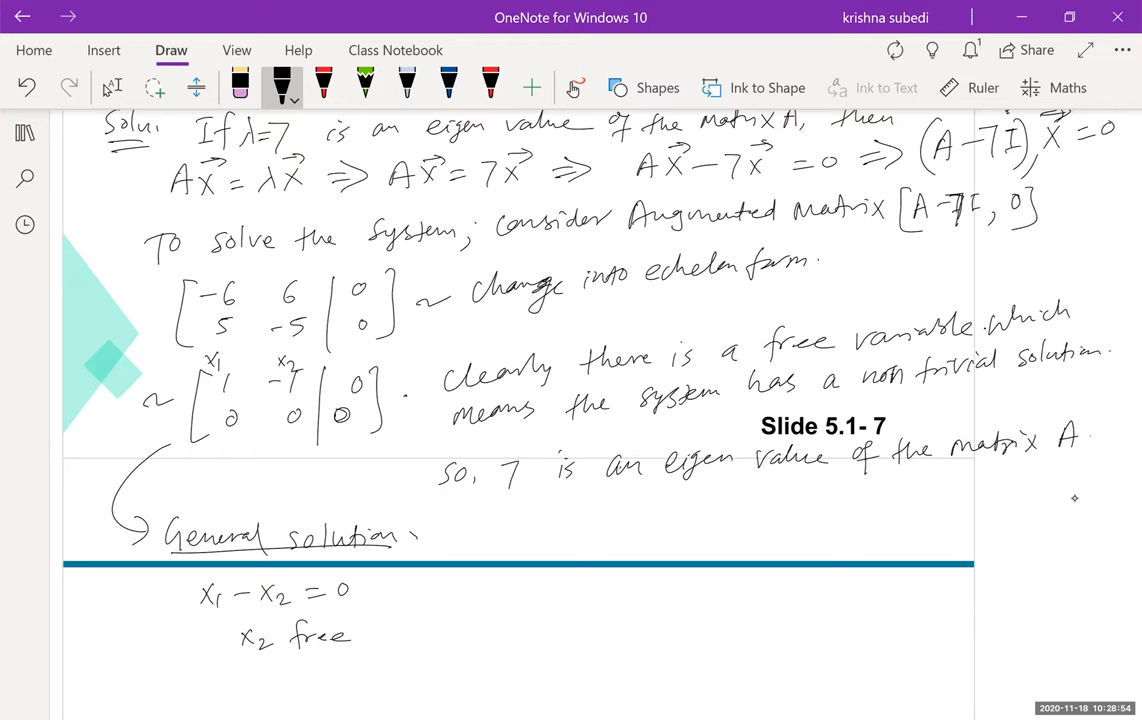 OneNote for Windows 10
krishna subedi
Home Insert Draw View Help Class Notebook
1
Share
Shapes Ink to Shape Ink to Text Ruler Maths
Soln. If λ=7 is an eigen value of the matrix A, then
AX⃗ = λX⃗ ⇒ AX⃗ = 7X⃗ ⇒ AX⃗ − 7X⃗ = 0 ⇒ (A − 7I) X⃗ = 0
To solve the system; consider Augmented matrix [A − 7I, 0]
[ −6 6 | 0 ] ~ change into echelon form.
[ 5 −5 | 0 ]
x₁ x₂
~ [ 1 −1 | 0 ] . clearly there is a free variable. which
[ 0 0 | 0 ] means the system has a non trivial solution.
Slide 5.1- 7
so, 7 is an eigen value of the matrix A.
General solution.
x₁ − x₂ = 0
x₂ free
2020-11-18 10:28:54